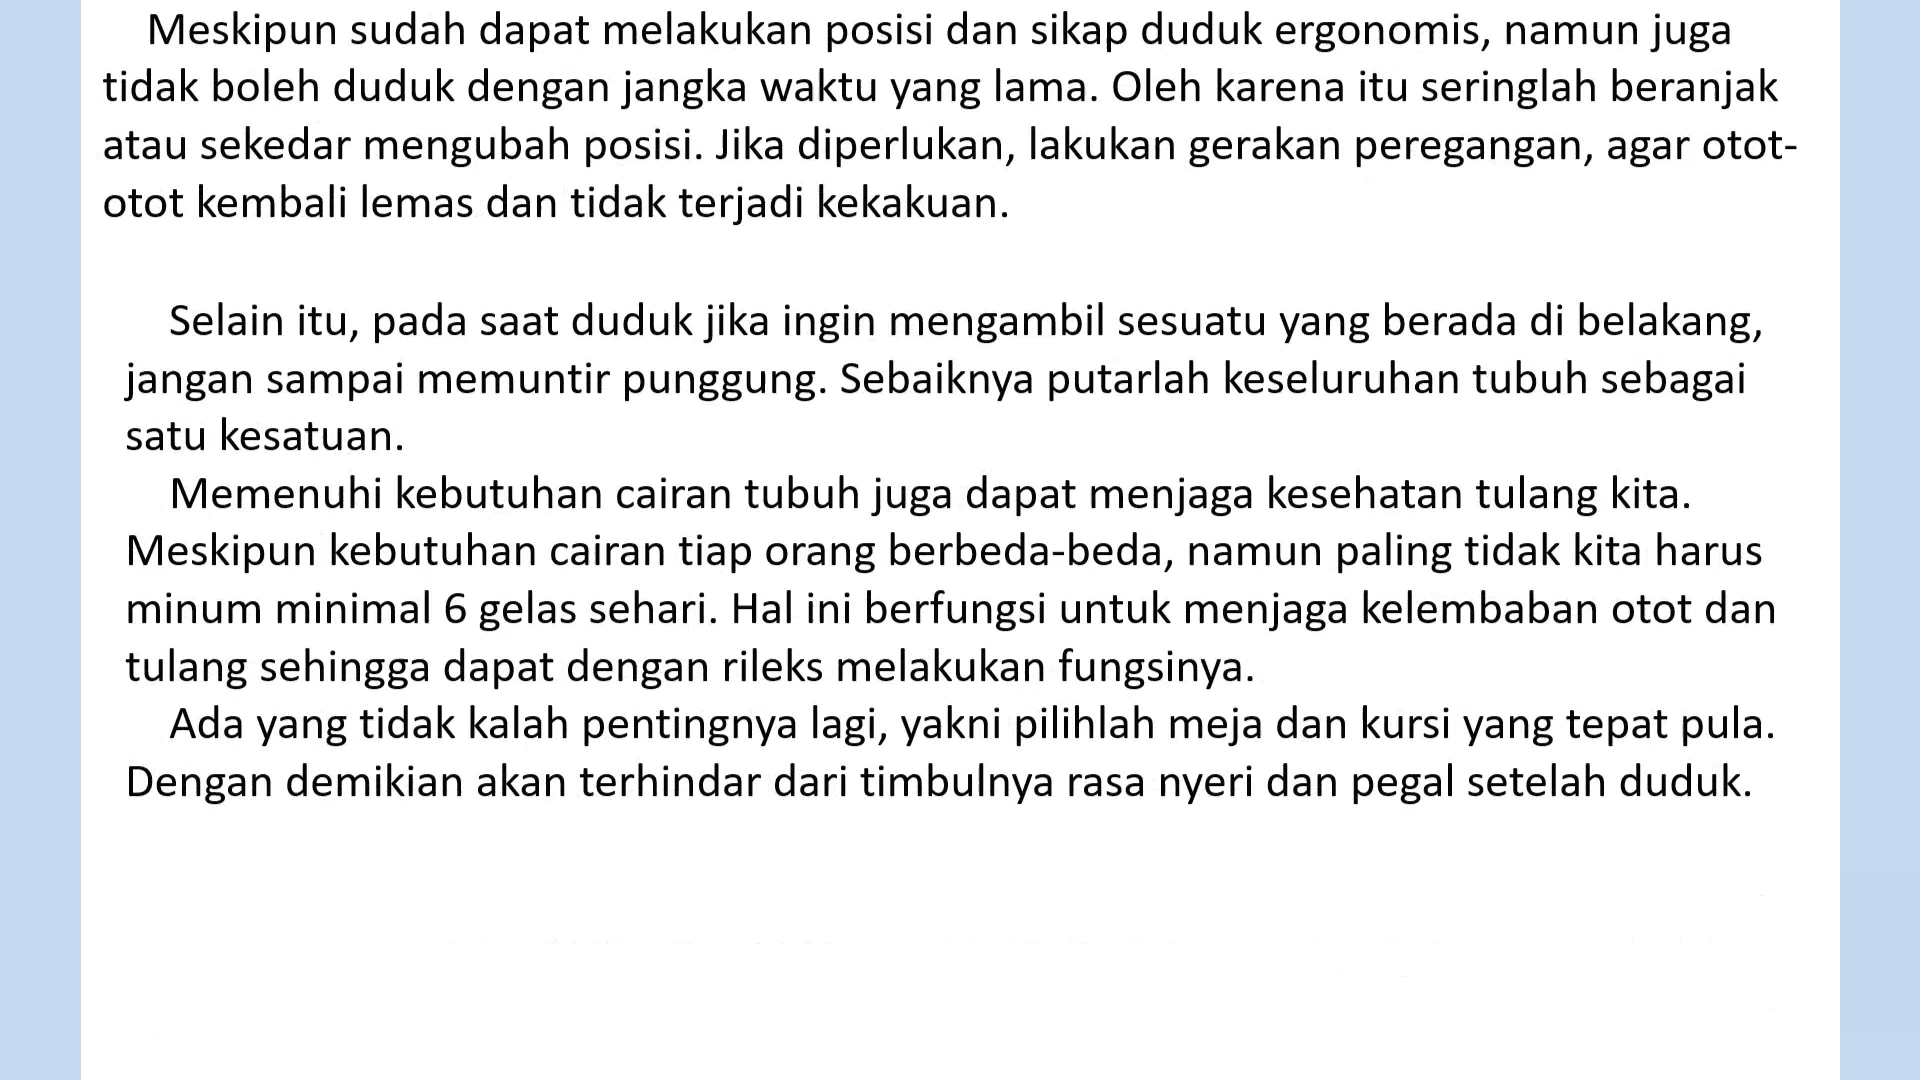 Meskipun sudah dapat melakukan posisi dan sikap duduk ergonomis, namun juga
tidak boleh duduk dengan jangka waktu yang lama. Oleh karena itu seringlah beranjak
atau sekedar mengubah posisi. Jika diperlukan, lakukan gerakan peregangan, agar otot-
otot kembali lemas dan tidak terjadi kekakuan.
Selain itu, pada saat duduk jika ingin mengambil sesuatu yang berada di belakang,
jangan sampai memuntir punggung. Sebaiknya putarlah keseluruhan tubuh sebagai
satu kesatuan.
Memenuhi kebutuhan cairan tubuh juga dapat menjaga kesehatan tulang kita.
Meskipun kebutuhan cairan tiap orang berbeda-beda, namun paling tidak kita harus
minum minimal 6 gelas sehari. Hal ini berfungsi untuk menjaga kelembaban otot dan
tulang sehingga dapat dengan rileks melakukan fungsinya.
Ada yang tidak kalah pentingnya lagi, yakni pilihlah meja dan kursi yang tepat pula.
Dengan demikian akan terhindar dari timbulnya rasa nyeri dan pegal setelah duduk.